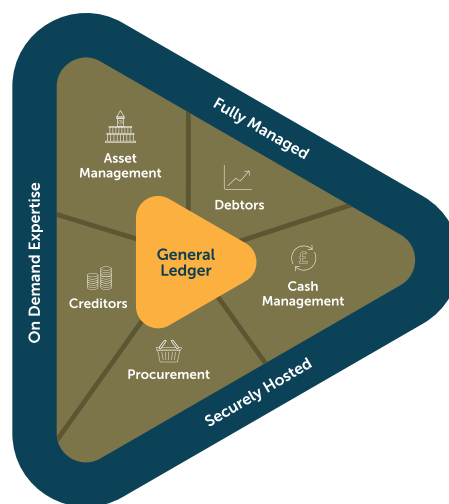 Fully Managed
Asset
Management
Debtors
On Demand Expertise
General
Ledger
£
Cash
Management
Creditors
Procurement
Securely Hosted